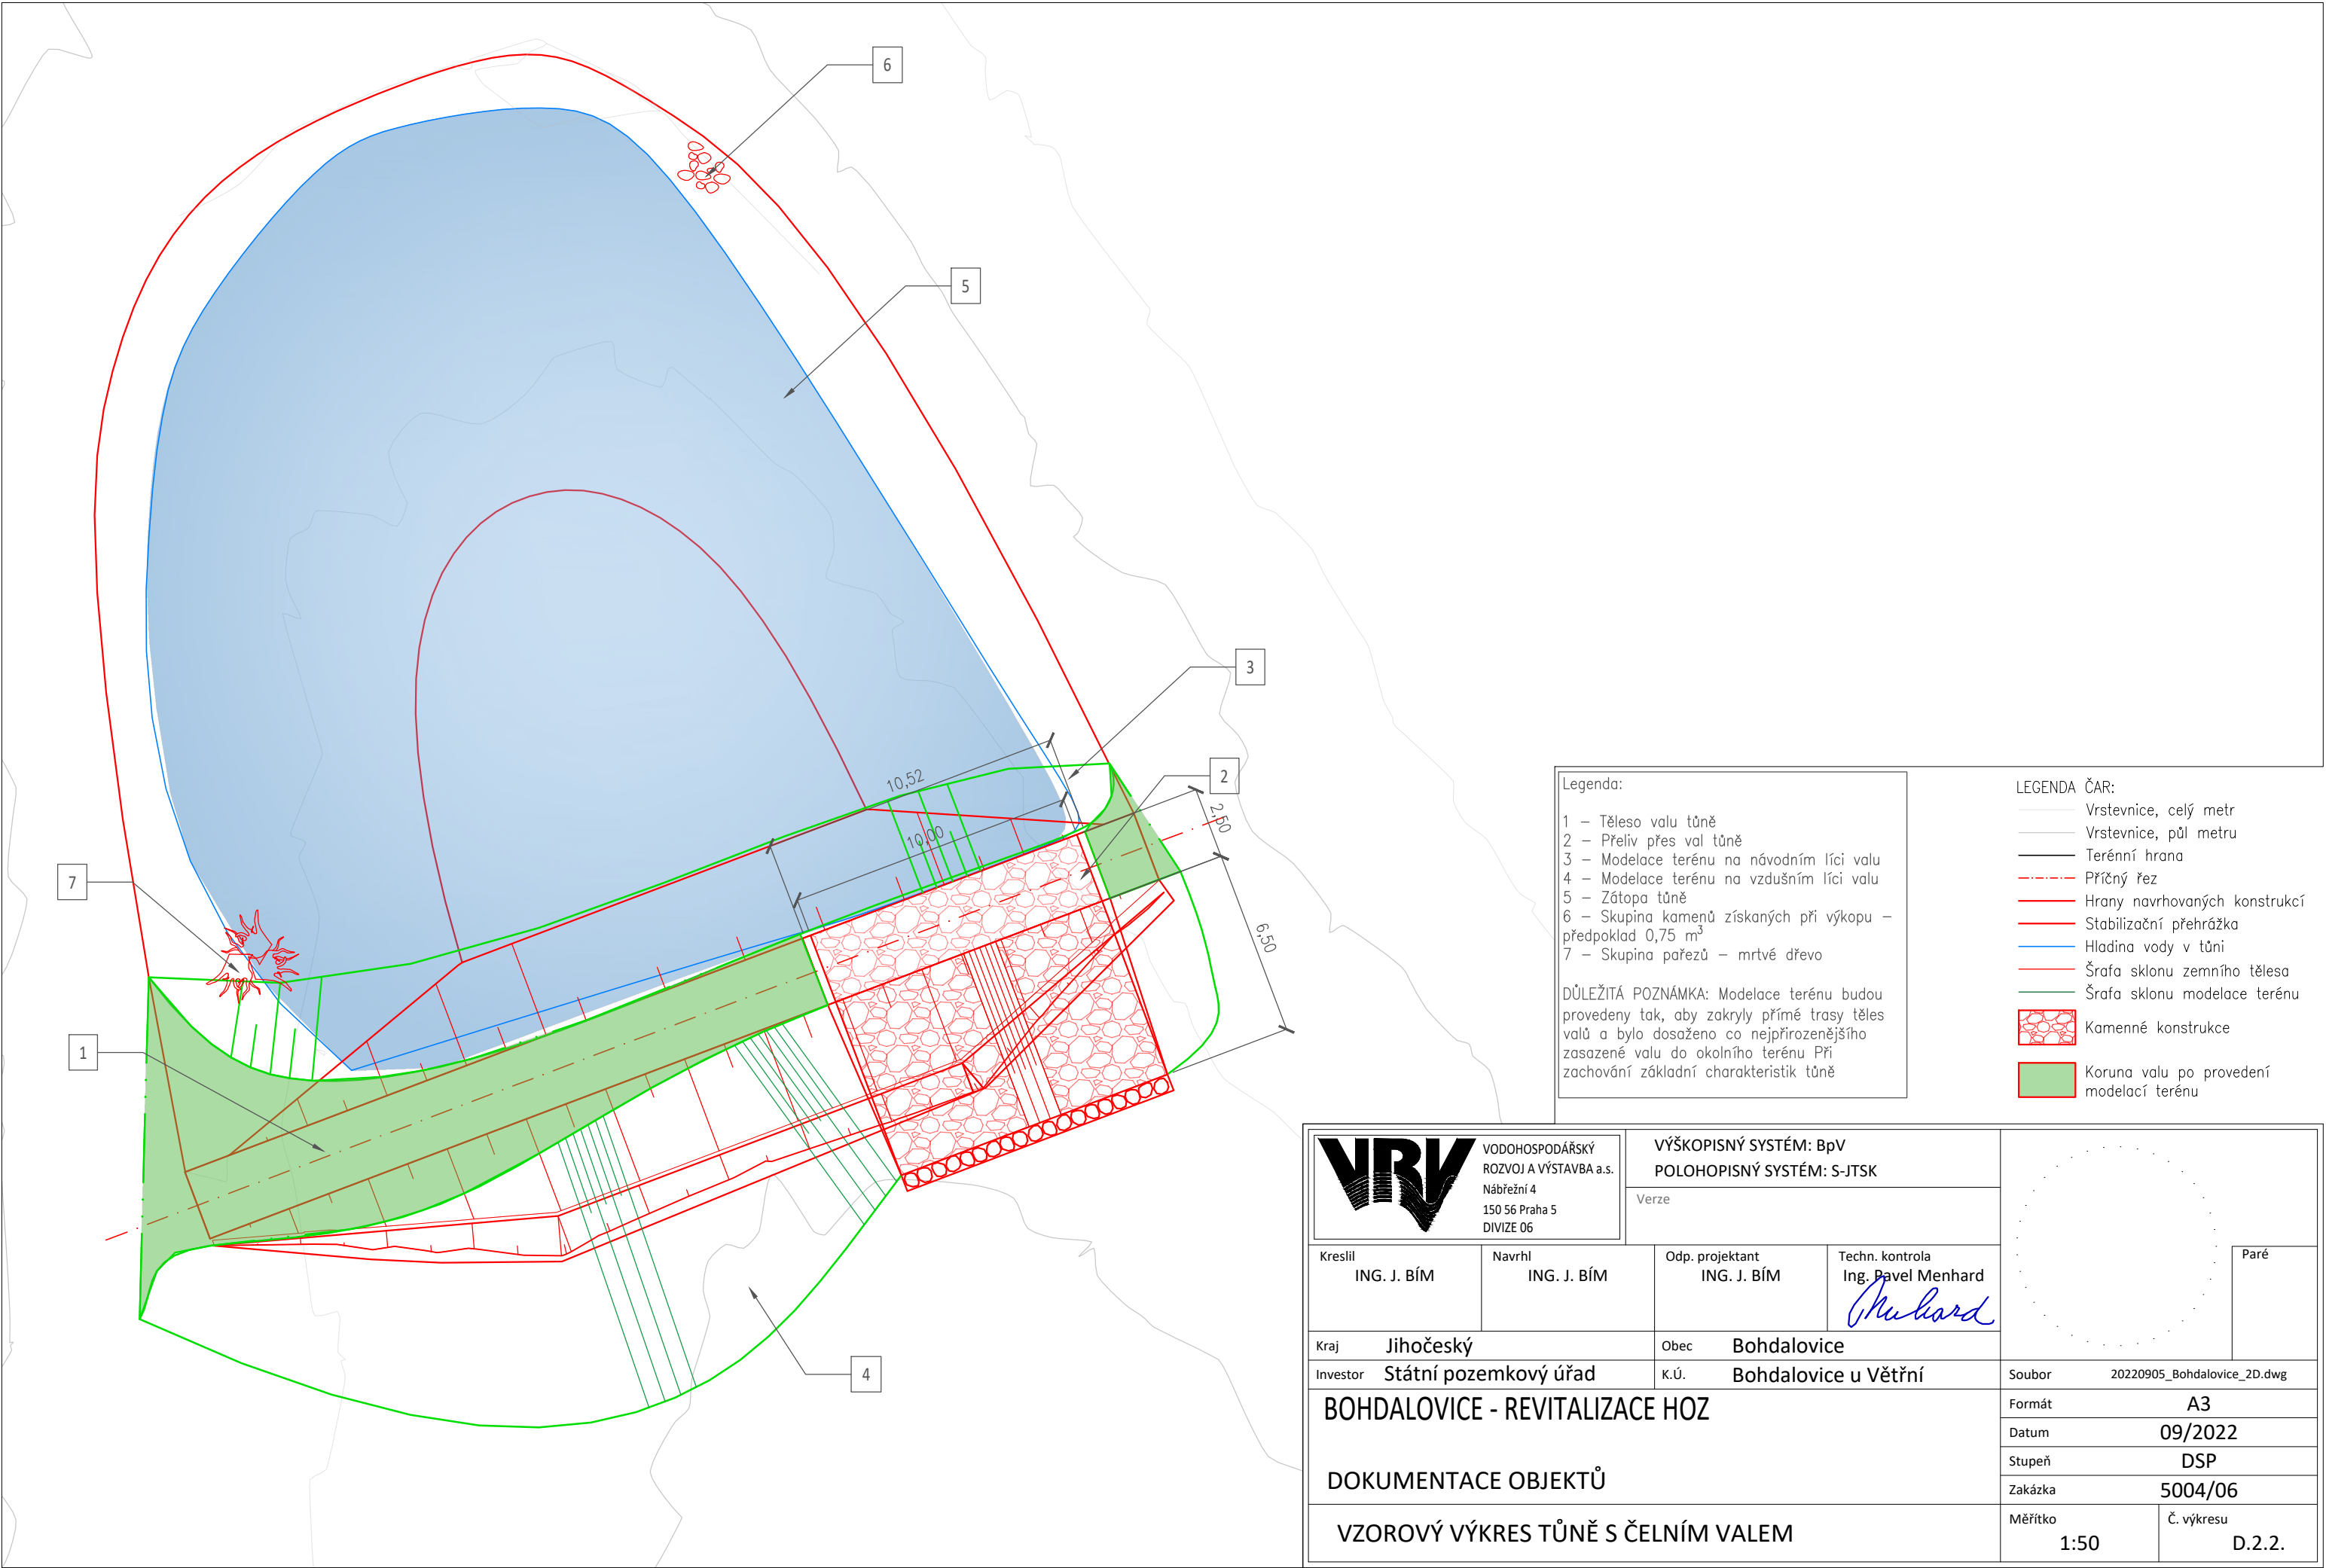 6
5
3
2
7
1
4
10,52
10,00
2,50
6,50
Legenda:
1 – Těleso valu tůně
2 – Přeliv přes val tůně
3 – Modelace terénu na návodním líci valu
4 – Modelace terénu na vzdušním líci valu
5 – Zátopa tůně
6 – Skupina kamenů získaných při výkopu –
předpoklad 0,75 m³
7 – Skupina pařezů – mrtvé dřevo
DŮLEŽITÁ POZNÁMKA: Modelace terénu budou
provedeny tak, aby zakryly přímé trasy těles
valů a bylo dosaženo co nejpřirozenějšího
zasazené valu do okolního terénu Při
zachování základní charakteristik tůně
LEGENDA ČAR:
Vrstevnice, celý metr
Vrstevnice, půl metru
Terénní hrana
Příčný řez
Hrany navrhovaných konstrukcí
Stabilizační přehrážka
Hladina vody v tůni
Šrafa sklonu zemního tělesa
Šrafa sklonu modelace terénu
Kamenné konstrukce
Koruna valu po provedení
modelací terénu
VRV
VODOHOSPODÁŘSKÝ
ROZVOJ A VÝSTAVBA a.s.
Nábřežní 4
150 56 Praha 5
DIVIZE 06
VÝŠKOPISNÝ SYSTÉM: BpV
POLOHOPISNÝ SYSTÉM: S-JTSK
Verze
Kreslil
ING. J. BÍM
Navrhl
ING. J. BÍM
Odp. projektant
ING. J. BÍM
Techn. kontrola
Ing. Pavel Menhard
Menhard
Paré
Kraj Jihočeský
Obec Bohdalovice
Investor Státní pozemkový úřad
K.Ú. Bohdalovice u Větřní
Soubor 20220905_Bohdalovice_2D.dwg
BOHDALOVICE - REVITALIZACE HOZ
DOKUMENTACE OBJEKTŮ
VZOROVÝ VÝKRES TŮNĚ S ČELNÍM VALEM
Formát A3
Datum 09/2022
Stupeň DSP
Zakázka 5004/06
Měřítko
1:50
Č. výkresu
D.2.2.